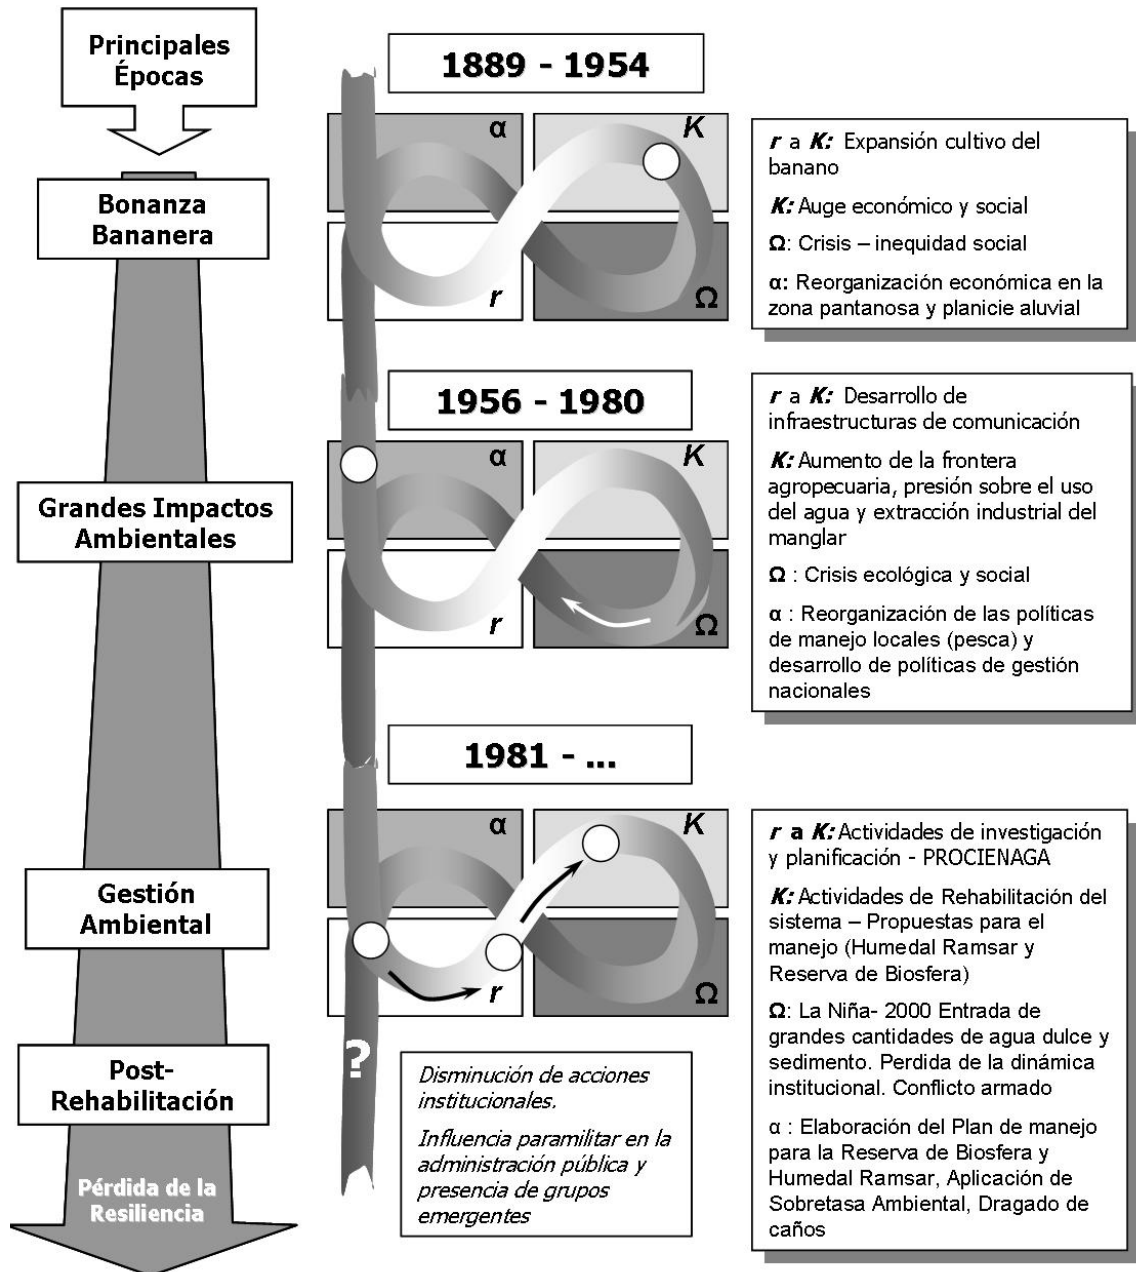 Principales
Épocas
Bonanza
Bananera
Grandes Impactos
Ambientales
Gestión
Ambiental
Post-
Rehabilitación
Pérdida de la
Resiliencia
1889 - 1954
α
K
r
Ω
r a K: Expansión cultivo del
banano
K: Auge económico y social
Ω: Crisis – inequidad social
α: Reorganización económica en la
zona pantanosa y planicie aluvial
1956 - 1980
α
K
r
Ω
r a K: Desarrollo de
infraestructuras de comunicación
K: Aumento de la frontera
agropecuaria, presión sobre el uso
del agua y extracción industrial del
manglar
Ω : Crisis ecológica y social
α : Reorganización de las políticas
de manejo locales (pesca) y
desarrollo de políticas de gestión
nacionales
1981 - ...
α
K
r
Ω
?
r a K: Actividades de investigación
y planificación - PROCIENAGA
K: Actividades de Rehabilitación del
sistema – Propuestas para el
manejo (Humedal Ramsar y
Reserva de Biosfera)
Ω: La Niña- 2000 Entrada de
grandes cantidades de agua dulce y
sedimento. Perdida de la dinámica
institucional. Conflicto armado
α : Elaboración del Plan de manejo
para la Reserva de Biosfera y
Humedal Ramsar, Aplicación de
Sobretasa Ambiental, Dragado de
caños
Disminución de acciones
institucionales.
Influencia paramilitar en la
administración pública y
presencia de grupos
emergentes